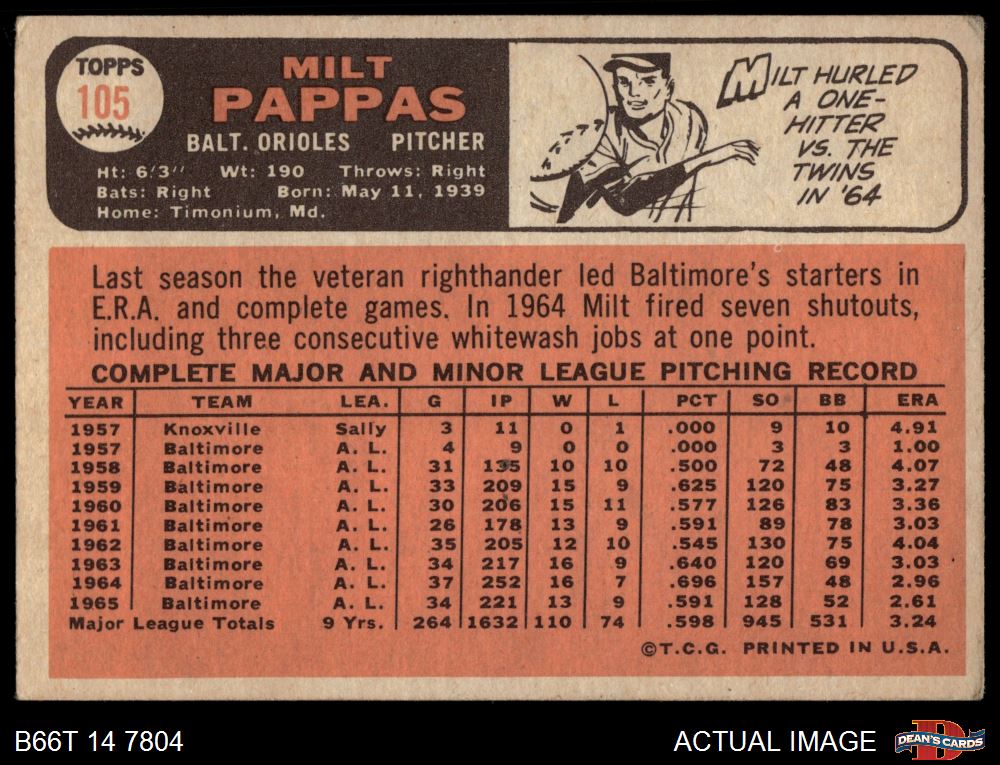 TOPPS
105
MILT
PAPPAS
BALT. ORIOLES PITCHER
Ht: 6'3" Wt: 190 Throws: Right
Bats: Right Born: May 11, 1939
Home: Timonium, Md.
MILT HURLED
A ONE-
HITTER
VS. THE
TWINS
IN '64
Last season the veteran righthander led Baltimore's starters in
E.R.A. and complete games. In 1964 Milt fired seven shutouts,
including three consecutive whitewash jobs at one point.
COMPLETE MAJOR AND MINOR LEAGUE PITCHING RECORD
YEAR TEAM LEA. G IP W L PCT SO BB ERA
1957 Knoxville Sally 3 11 0 1 .000 9 10 4.91
1957 Baltimore A. L. 4 9 0 0 .000 3 3 1.00
1958 Baltimore A. L. 31 135 10 10 .500 72 48 4.07
1959 Baltimore A. L. 33 209 15 9 .625 120 75 3.27
1960 Baltimore A. L. 30 206 15 11 .577 126 83 3.36
1961 Baltimore A. L. 26 178 13 9 .591 89 78 3.03
1962 Baltimore A. L. 35 205 12 10 .545 130 75 4.04
1963 Baltimore A. L. 34 217 16 9 .640 120 69 3.03
1964 Baltimore A. L. 37 252 16 7 .696 157 48 2.96
1965 Baltimore A. L. 34 221 13 9 .591 128 52 2.61
Major League Totals 9 Yrs. 264 1632 110 74 .598 945 531 3.24
©T.C.G. PRINTED IN U.S.A.
B66T 14 7804
ACTUAL IMAGE
DEAN'S CARDS